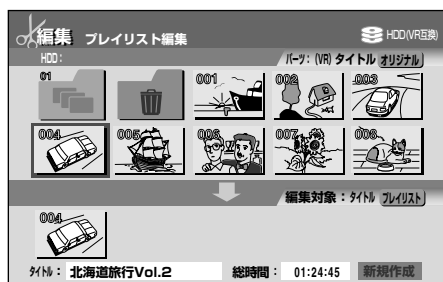 編集 プレイリスト編集 HDD(VR互換)
HDD： パーツ：(VR) タイトル オリジナル
01 001 002 003
004 005 006 007 008
編集対象：タイトル プレイリスト
004
タイトル： 北海道旅行Vol.2 総時間： 01:24:45 新規作成